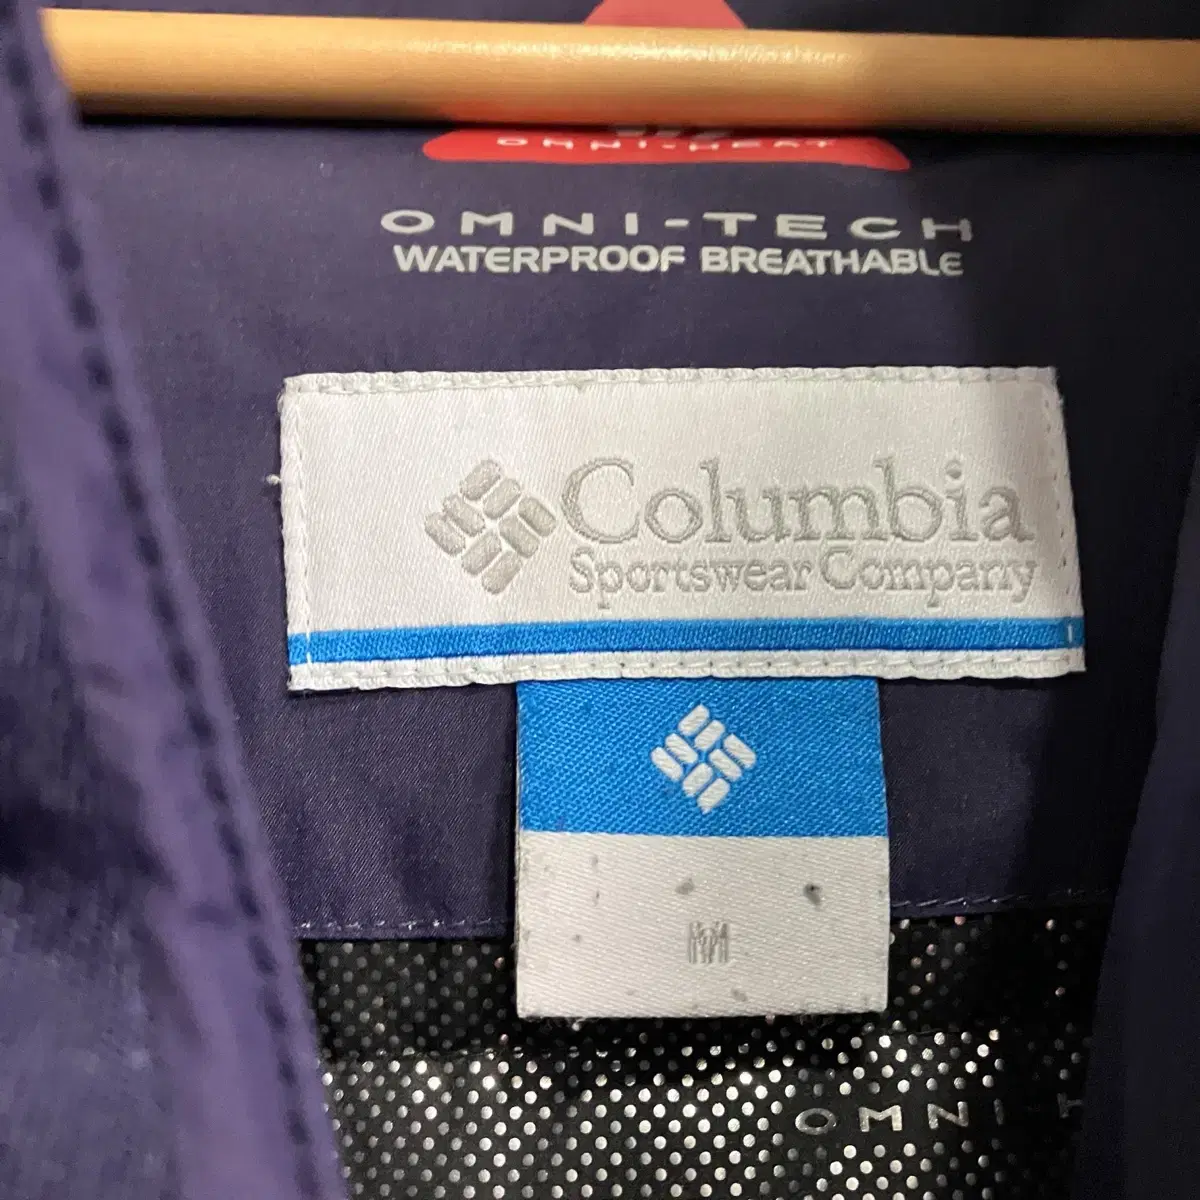 OMNI-HEAT
OMNI-TECH
WATERPROOF BREATHABLE
Columbia
Sportswear Company
M
OMNI